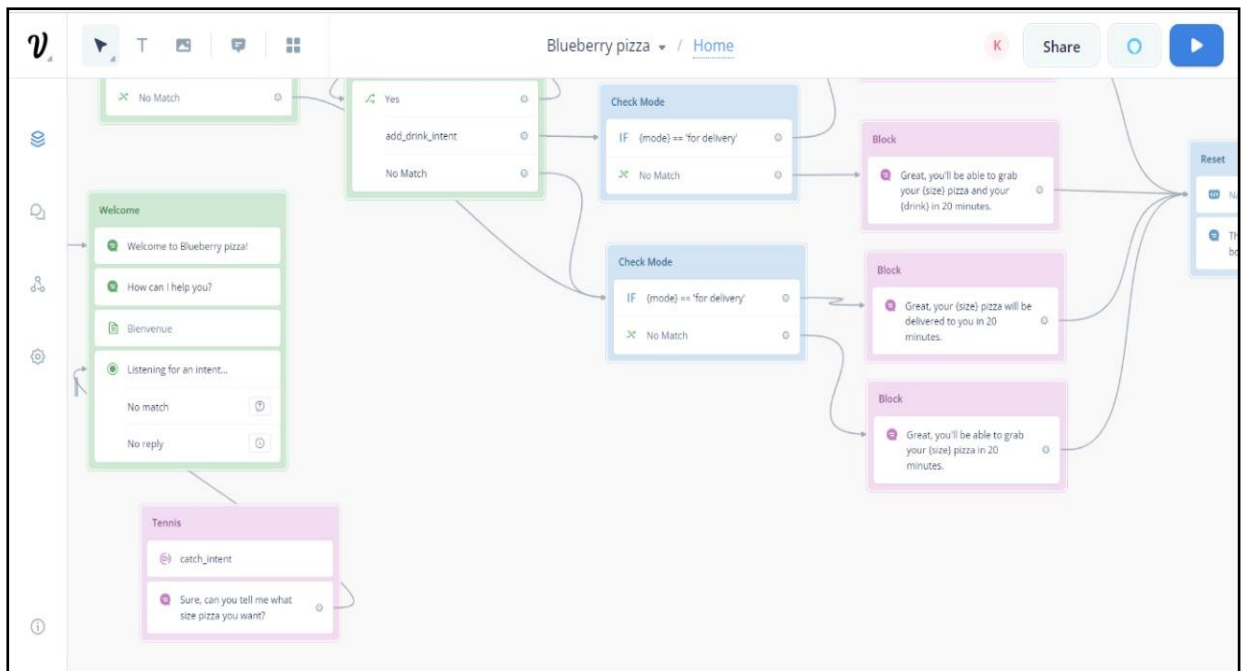 Blueberry pizza / Home
K
Share
No Match
Yes
add_drink_intent
No Match
Check Mode
IF {mode} == 'for delivery'
No Match
Block
Great, you'll be able to grab
your {size} pizza and your
{drink} in 20 minutes.
Reset
Welcome
Welcome to Blueberry pizza!
How can I help you?
Bienvenue
Listening for an intent...
No match
No reply
Check Mode
IF {mode} == 'for delivery'
No Match
Block
Great, your {size} pizza will be
delivered to you in 20
minutes.
Block
Great, you'll be able to grab
your {size} pizza in 20
minutes.
Tennis
catch_intent
Sure, can you tell me what
size pizza you want?